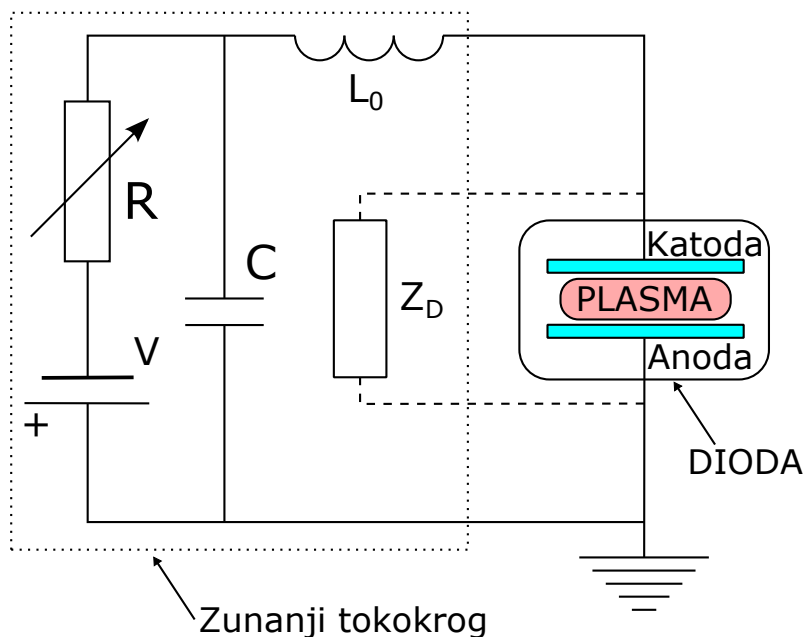 L0
R
Katoda
C
PLASMA
ZD
V
Anoda
+
DIODA
Zunanji tokokrog